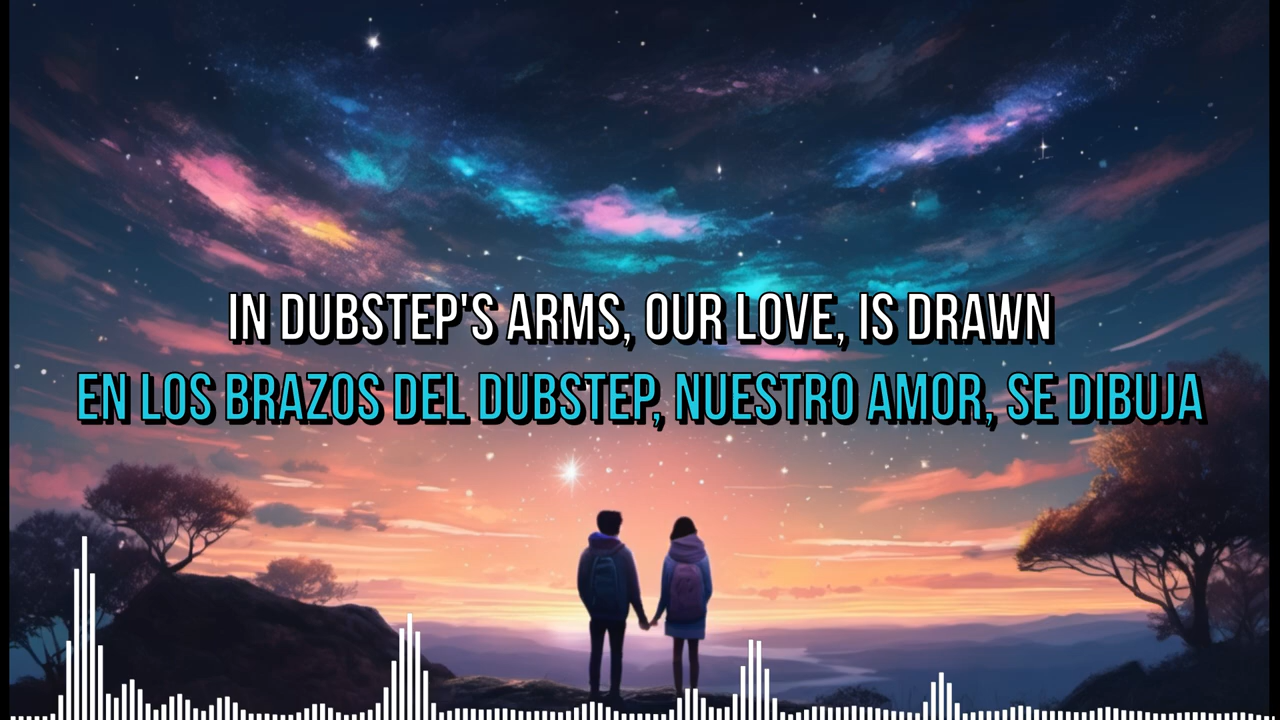 IN DUBSTEP'S ARMS, OUR LOVE, IS DRAWN
EN LOS BRAZOS DEL DUBSTEP, NUESTRO AMOR, SE DIBUJA